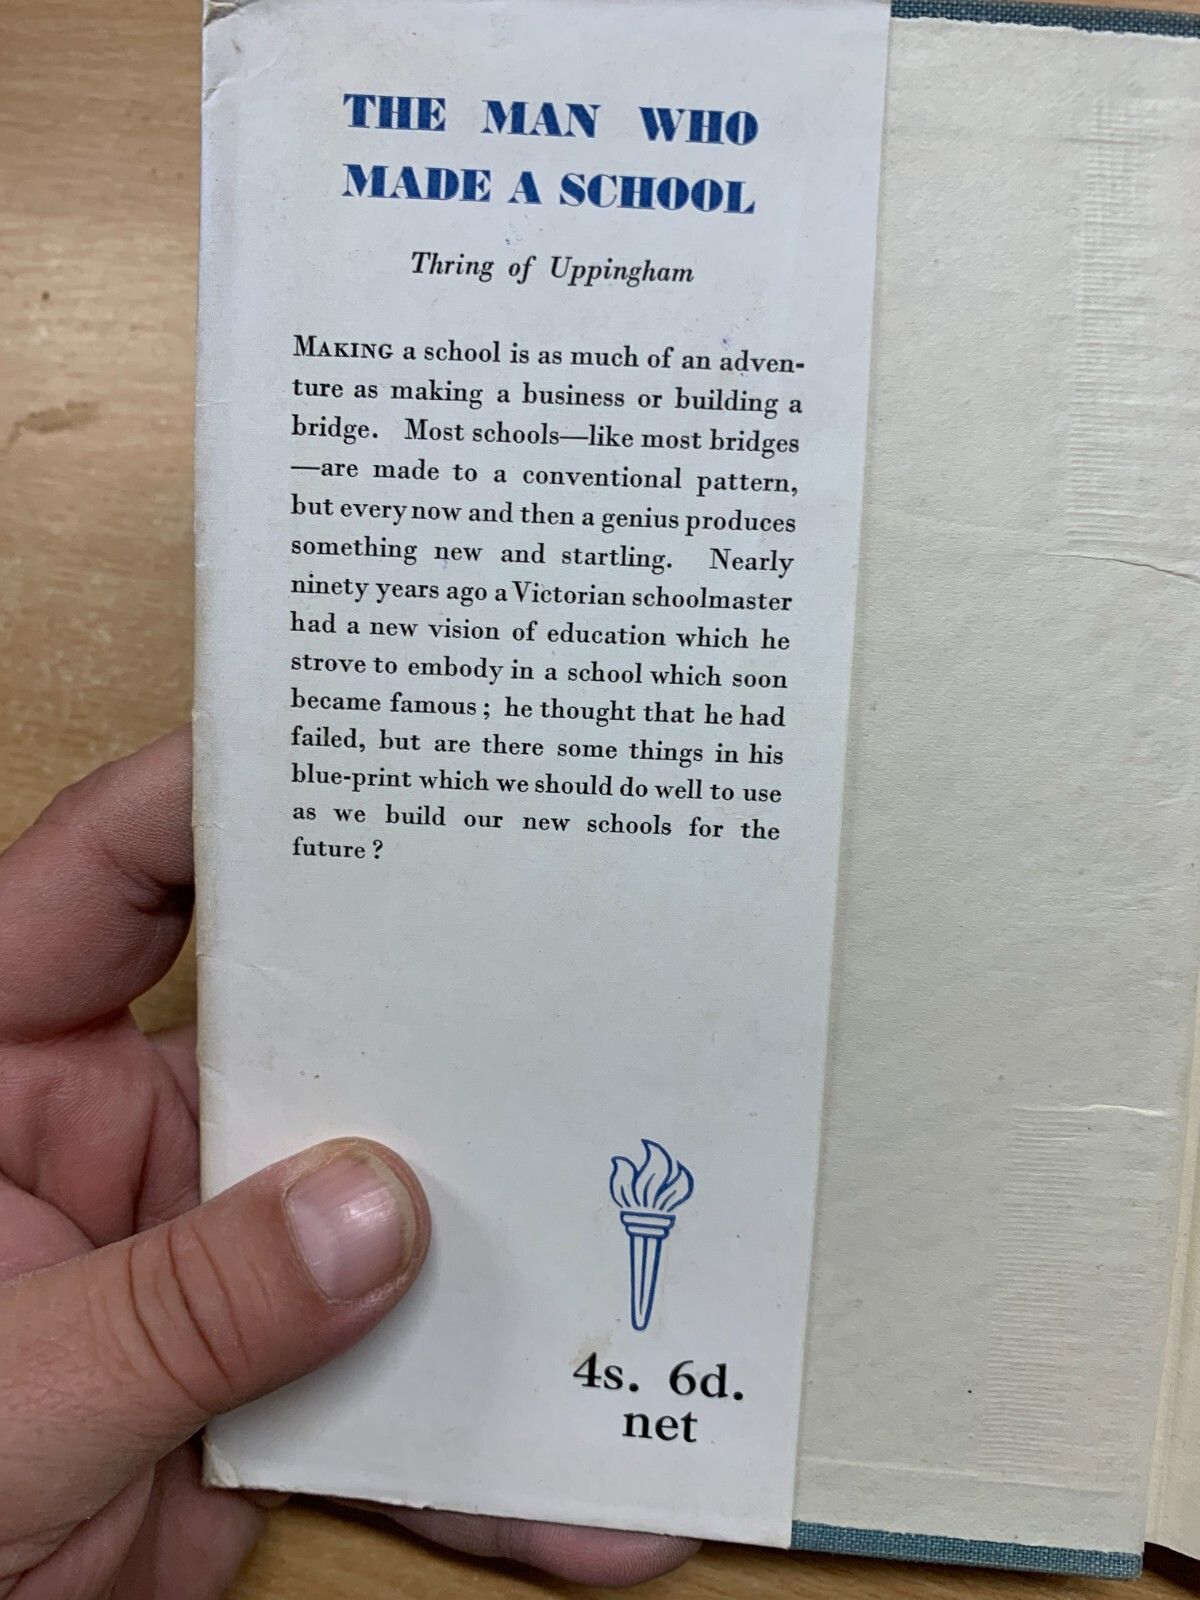 THE MAN WHO
MADE A SCHOOL
Thring of Uppingham
MAKING a school is as much of an adven-
ture as making a business or building a
bridge. Most schools—like most bridges
—are made to a conventional pattern,
but every now and then a genius produces
something new and startling. Nearly
ninety years ago a Victorian schoolmaster
had a new vision of education which he
strove to embody in a school which soon
became famous; he thought that he had
failed, but are there some things in his
blue-print which we should do well to use
as we build our new schools for the
future?
4s. 6d.
net